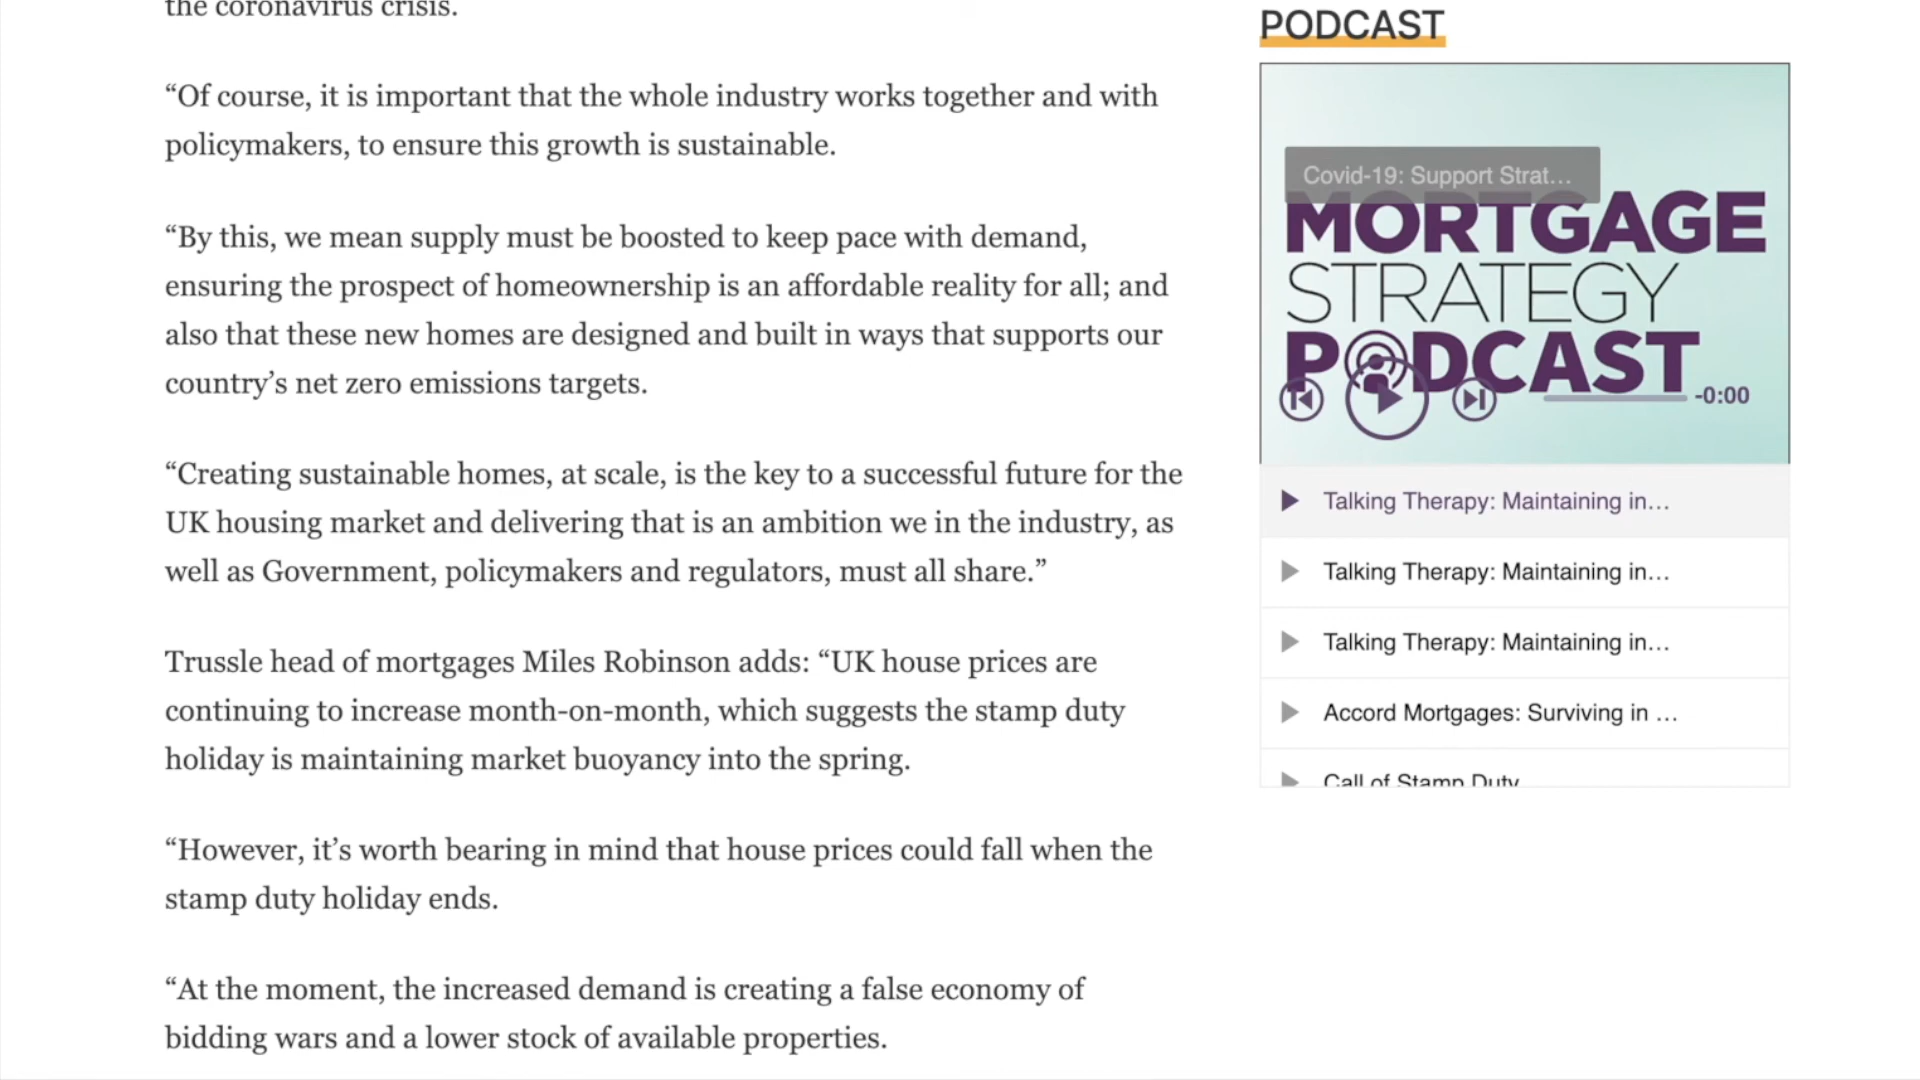 the coronavirus crisis.
“Of course, it is important that the whole industry works together and with
policymakers, to ensure this growth is sustainable.
“By this, we mean supply must be boosted to keep pace with demand,
ensuring the prospect of homeownership is an affordable reality for all; and
also that these new homes are designed and built in ways that supports our
country’s net zero emissions targets.
“Creating sustainable homes, at scale, is the key to a successful future for the
UK housing market and delivering that is an ambition we in the industry, as
well as Government, policymakers and regulators, must all share.”
Trussle head of mortgages Miles Robinson adds: “UK house prices are
continuing to increase month-on-month, which suggests the stamp duty
holiday is maintaining market buoyancy into the spring.
“However, it’s worth bearing in mind that house prices could fall when the
stamp duty holiday ends.
“At the moment, the increased demand is creating a false economy of
bidding wars and a lower stock of available properties.
PODCAST
Covid-19: Support Strat...
MORTGAGE
STRATEGY
PODCAST
-0:00
Talking Therapy: Maintaining in...
Talking Therapy: Maintaining in...
Talking Therapy: Maintaining in...
Accord Mortgages: Surviving in ...
Call of Stamp Duty